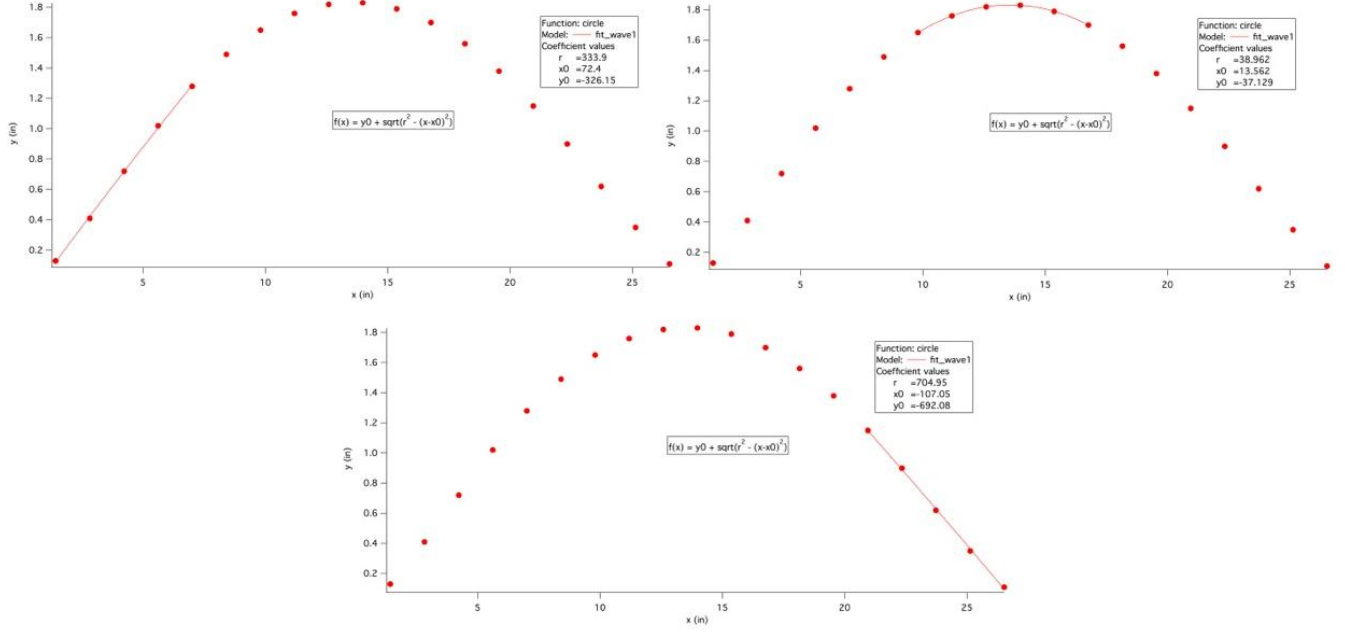 1.8
1.6
1.4
1.2
1.0
0.8
0.6
0.4
0.2
y (in)
5
10
15
20
25
x (in)
Function: circle
Model: fit_wave1
Coefficient values
r =333.9
x0 =72.4
y0 =-326.15
f(x) = y0 + sqrt(r² - (x-x0)²)
1.8
1.6
1.4
1.2
1.0
0.8
0.6
0.4
0.2
y (in)
5
10
15
20
25
x (in)
Function: circle
Model: fit_wave1
Coefficient values
r =38.962
x0 =13.562
y0 =-37.129
f(x) = y0 + sqrt(r² - (x-x0)²)
1.8
1.6
1.4
1.2
1.0
0.8
0.6
0.4
0.2
y (in)
5
10
15
20
25
x (in)
Function: circle
Model: fit_wave1
Coefficient values
r =704.95
x0 =-107.05
y0 =-692.08
f(x) = y0 + sqrt(r² - (x-x0)²)